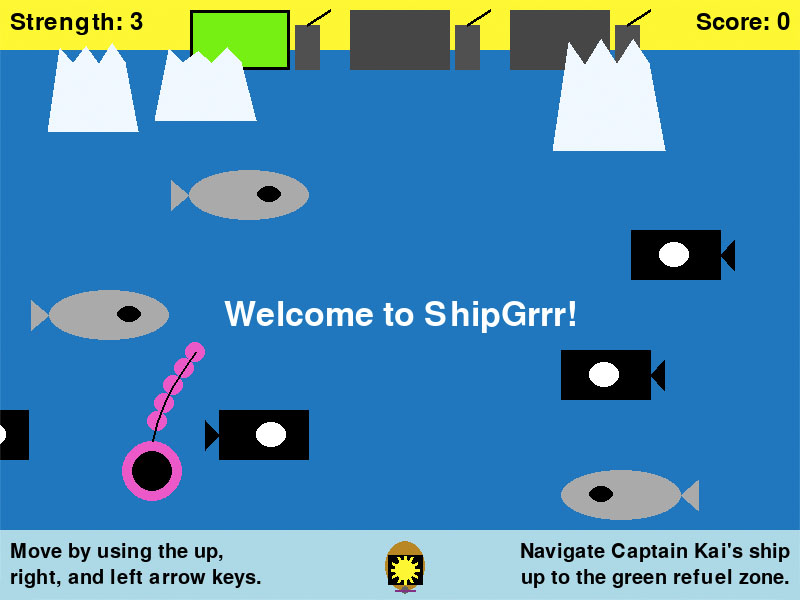 Strength: 3
Score: 0
Welcome to ShipGrrr!
Move by using the up,
right, and left arrow keys.
Navigate Captain Kai's ship
up to the green refuel zone.